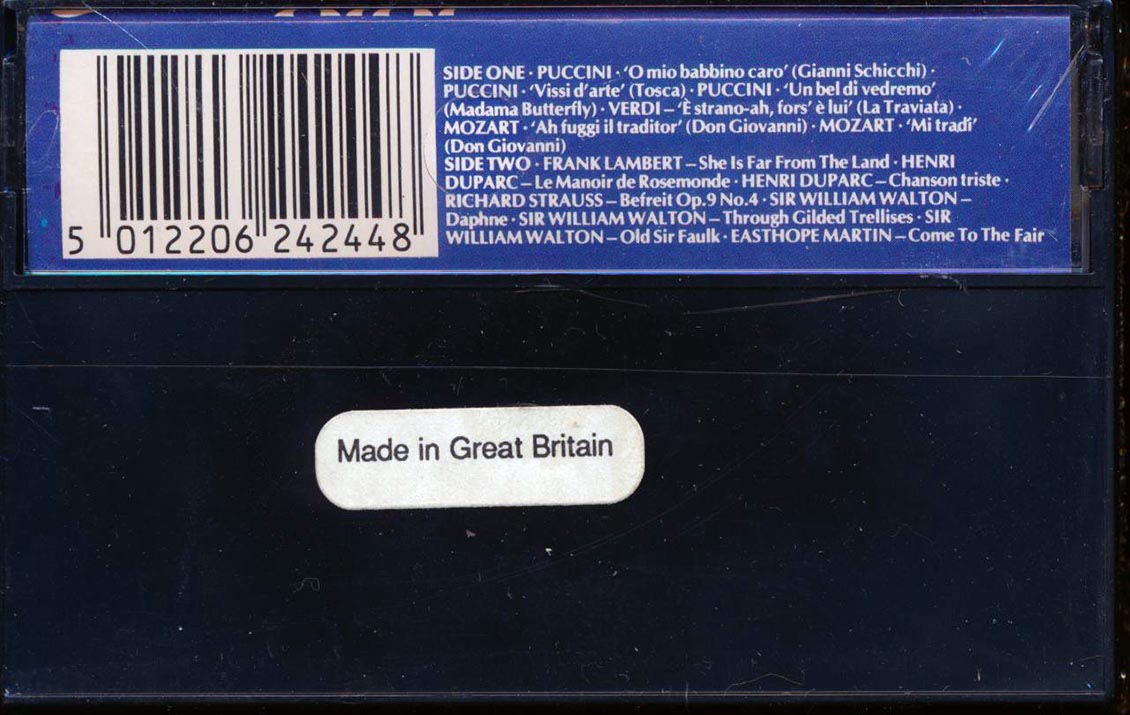 SIDE ONE · PUCCINI · ‘O mio babbino caro’ (Gianni Schicchi) ·
PUCCINI · ‘Vissi d’arte’ (Tosca) · PUCCINI · ‘Un bel dì vedremo’
(Madama Butterfly) · VERDI – ‘È strano-ah, fors’ è lui’ (La Traviata) ·
MOZART · ‘Ah fuggi il traditor’ (Don Giovanni) · MOZART · ‘Mi tradì’
(Don Giovanni)
SIDE TWO · FRANK LAMBERT – She Is Far From The Land · HENRI
DUPARC – Le Manoir de Rosemonde · HENRI DUPARC – Chanson triste ·
RICHARD STRAUSS – Befreit Op.9 No.4 · SIR WILLIAM WALTON –
Daphne · SIR WILLIAM WALTON – Through Gilded Trellises · SIR
WILLIAM WALTON – Old Sir Faulk · EASTHOPE MARTIN – Come To The Fair
5 012206 242448
Made in Great Britain